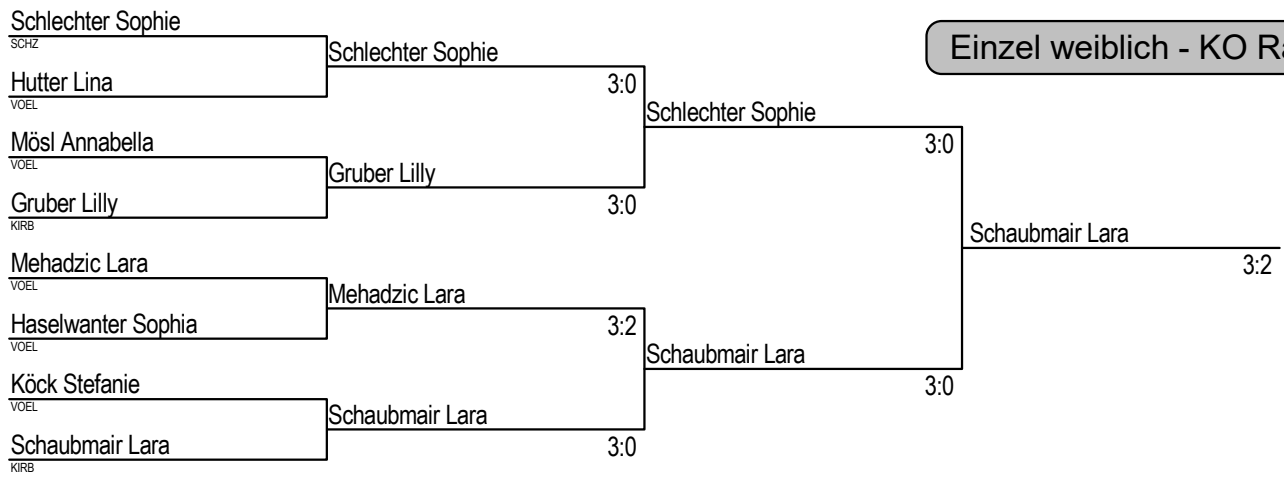 Schlechter Sophie
SCHZ
Hutter Lina
VOEL
Mösl Annabella
VOEL
Gruber Lilly
KIRB
Mehadzic Lara
VOEL
Haselwanter Sophia
VOEL
Köck Stefanie
VOEL
Schaubmair Lara
KIRB
Schlechter Sophie
3:0
Gruber Lilly
3:0
Mehadzic Lara
3:2
Schaubmair Lara
3:0
Schlechter Sophie
3:0
Schaubmair Lara
3:0
Einzel weiblich - KO
Schaubmair Lara
3:2